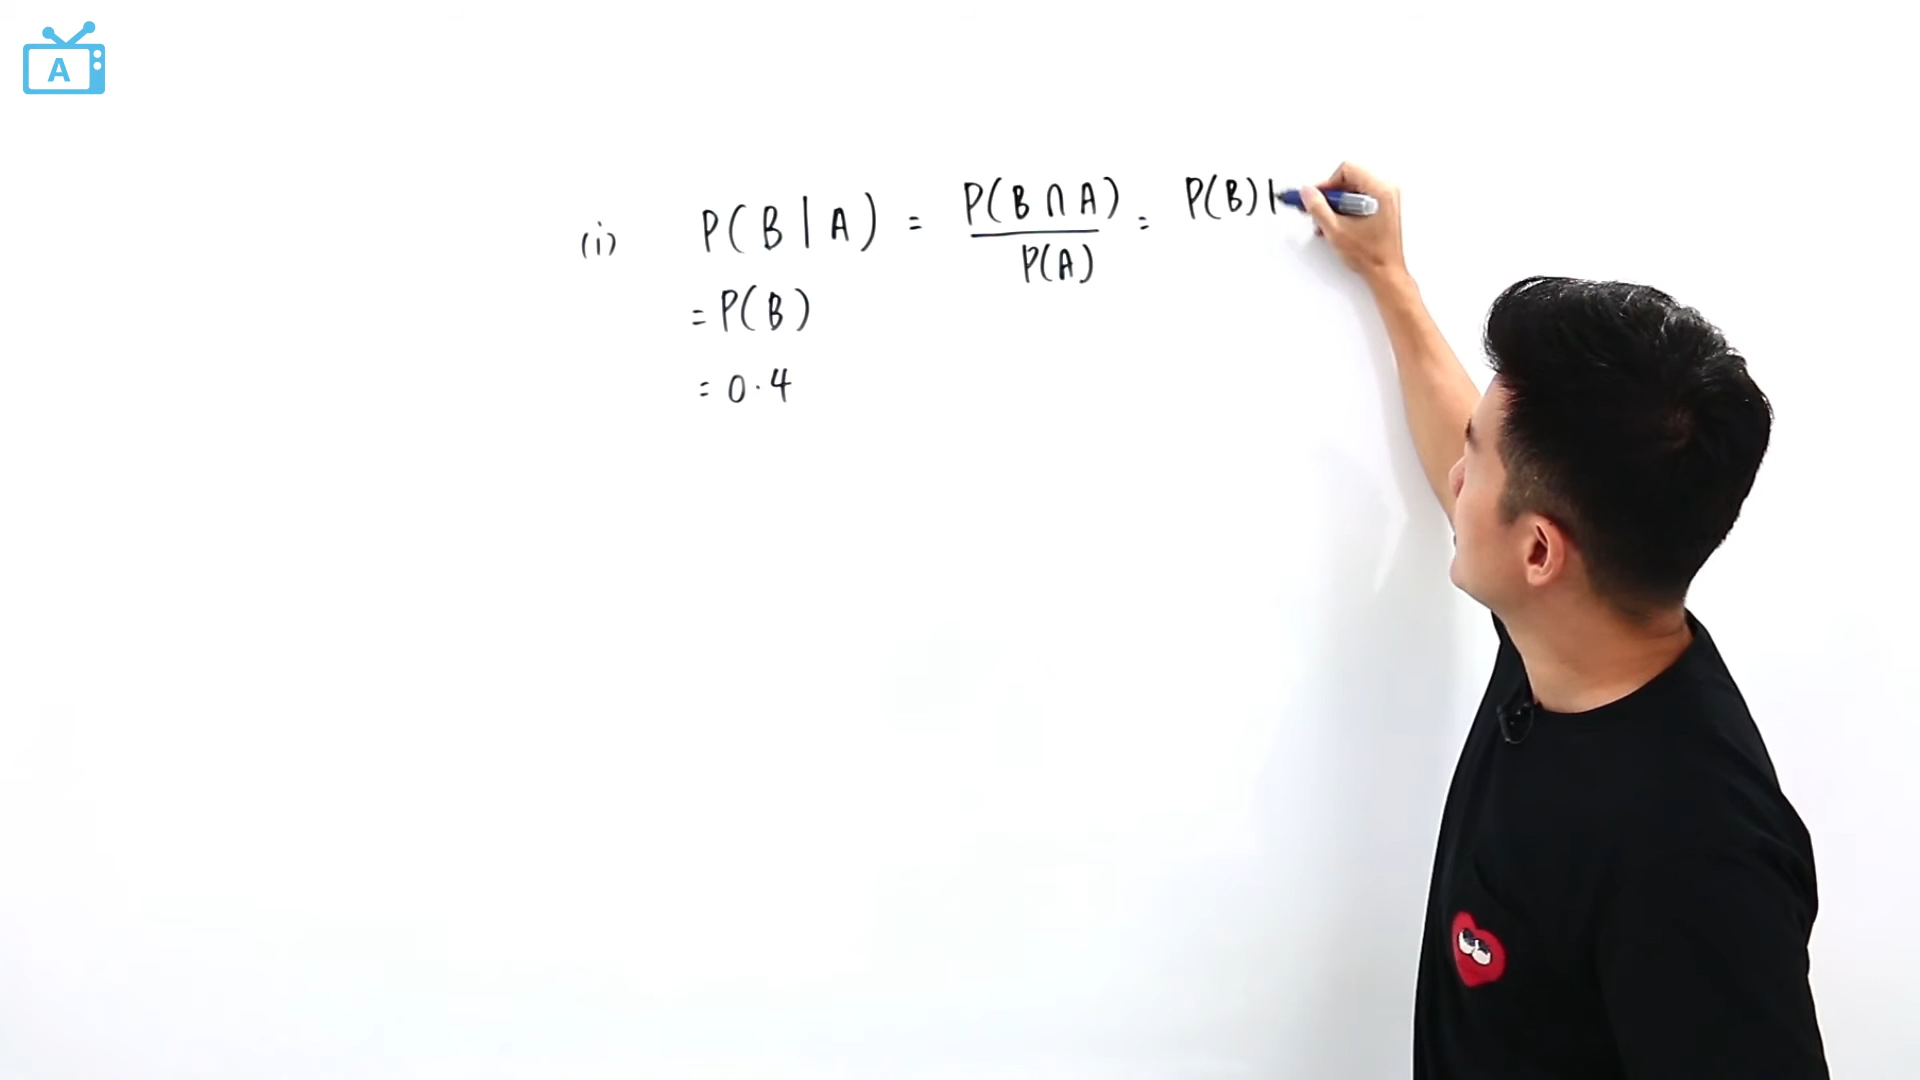 A
(i) P(B|A) = P(B∩A) / P(A) = P(B)
= P(B)
= 0.4